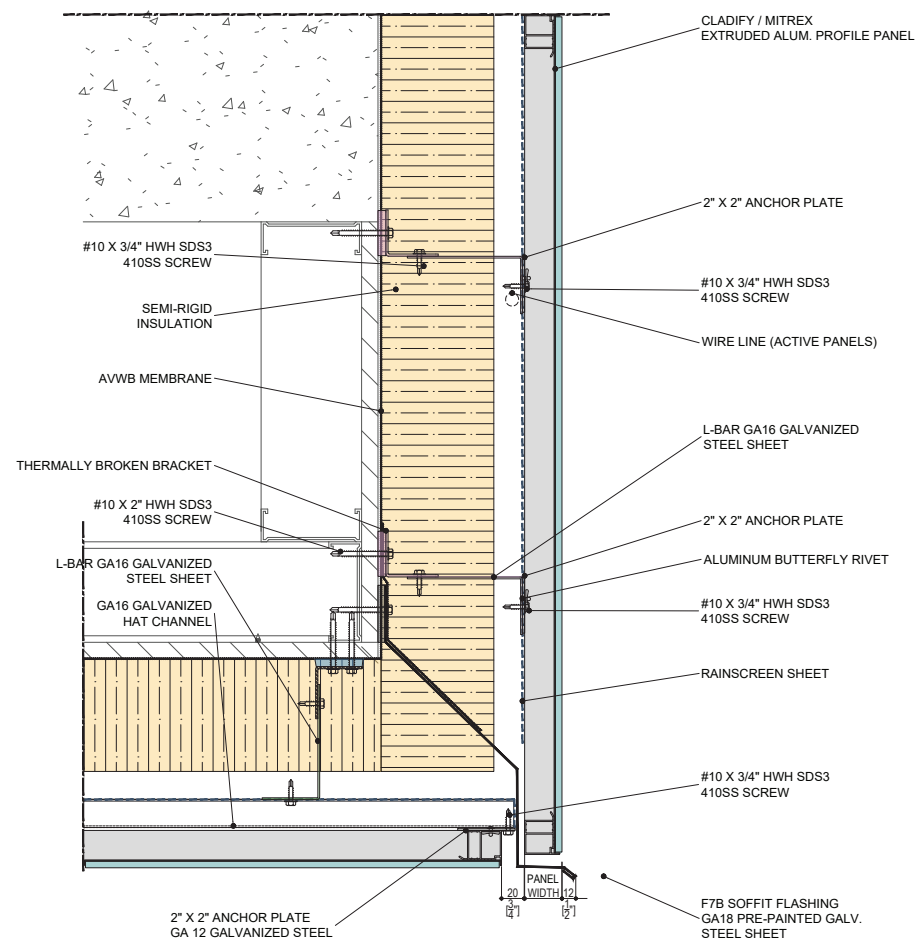 CLADIFY / MITREX
EXTRUDED ALUM. PROFILE PANEL
2" X 2" ANCHOR PLATE
#10 X 3/4" HWH SDS3
410SS SCREW
#10 X 3/4" HWH SDS3
410SS SCREW
SEMI-RIGID
INSULATION
WIRE LINE (ACTIVE PANELS)
AVWB MEMBRANE
L-BAR GA16 GALVANIZED
STEEL SHEET
THERMALLY BROKEN BRACKET
#10 X 2" HWH SDS3
410SS SCREW
2" X 2" ANCHOR PLATE
L-BAR GA16 GALVANIZED
STEEL SHEET
ALUMINUM BUTTERFLY RIVET
GA16 GALVANIZED
HAT CHANNEL
#10 X 3/4" HWH SDS3
410SS SCREW
RAINSCREEN SHEET
#10 X 3/4" HWH SDS3
410SS SCREW
PANEL
20 WIDTH 12
[3/4"] [1/2"]
2" X 2" ANCHOR PLATE
GA 12 GALVANIZED STEEL
F7B SOFFIT FLASHING
GA18 PRE-PAINTED GALV.
STEEL SHEET